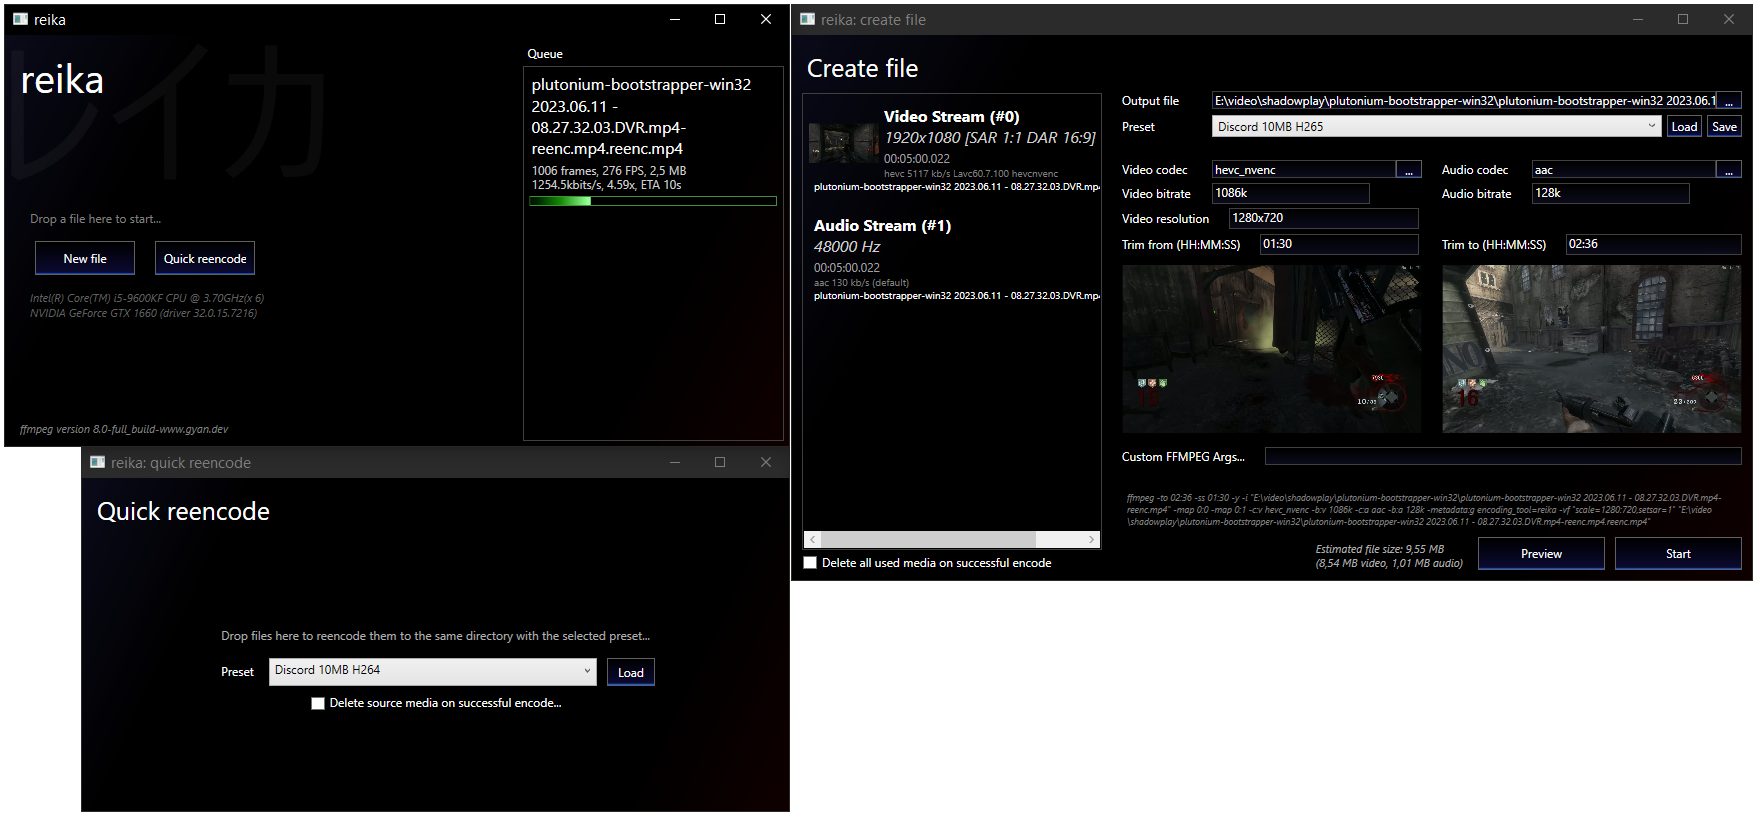 reika
レイカ
reika
Drop a file here to start...
New file
Quick reencode
Intel(R) Core(TM) i5-9600KF CPU @ 3.70GHz(x 6)
NVIDIA GeForce GTX 1660 (driver 32.0.15.7216)
ffmpeg version 8.0-full_build-www.gyan.dev
Queue
plutonium-bootstrapper-win32
2023.06.11 -
08.27.32.03.DVR.mp4-
reenc.mp4.reenc.mp4
1006 frames, 276 FPS, 2,5 MB
1254.5kbits/s, 4.59x, ETA 10s
reika: create file
Create file
Video Stream (#0)
1920x1080 [SAR 1:1 DAR 16:9]
00:05:00.022
hevc 5117 kb/s Lavc60.7.100 hevcnvenc
plutonium-bootstrapper-win32 2023.06.11 - 08.27.32.03.DVR.mp4
Audio Stream (#1)
48000 Hz
00:05:00.022
aac 130 kb/s (default)
plutonium-bootstrapper-win32 2023.06.11 - 08.27.32.03.DVR.mp4
Delete all used media on successful encode
Output file E:\video\shadowplay\plutonium-bootstrapper-win32\plutonium-bootstrapper-win32 2023.06.1 ...
Preset Discord 10MB H265 Load Save
Video codec hevc_nvenc ... Audio codec aac ...
Video bitrate 1086k Audio bitrate 128k
Video resolution 1280x720
Trim from (HH:MM:SS) 01:30 Trim to (HH:MM:SS) 02:36
15
16
Custom FFMPEG Args...
ffmpeg -to 02:36 -ss 01:30 -y -i "E:\video\shadowplay\plutonium-bootstrapper-win32\plutonium-bootstrapper-win32 2023.06.11 - 08.27.32.03.DVR.mp4-
reenc.mp4" -map 0:0 -map 0:1 -c:v hevc_nvenc -b:v 1086k -c:a aac -b:a 128k -metadata:g encoding_tool=reika -vf "scale=1280:720,setsar=1" "E:\video
\shadowplay\plutonium-bootstrapper-win32\plutonium-bootstrapper-win32 2023.06.11 - 08.27.32.03.DVR.mp4-reenc.mp4.reenc.mp4"
Estimated file size: 9,55 MB
(8,54 MB video, 1,01 MB audio)
Preview
Start
reika: quick reencode
Quick reencode
Drop files here to reencode them to the same directory with the selected preset...
Preset Discord 10MB H264 Load
Delete source media on successful encode...